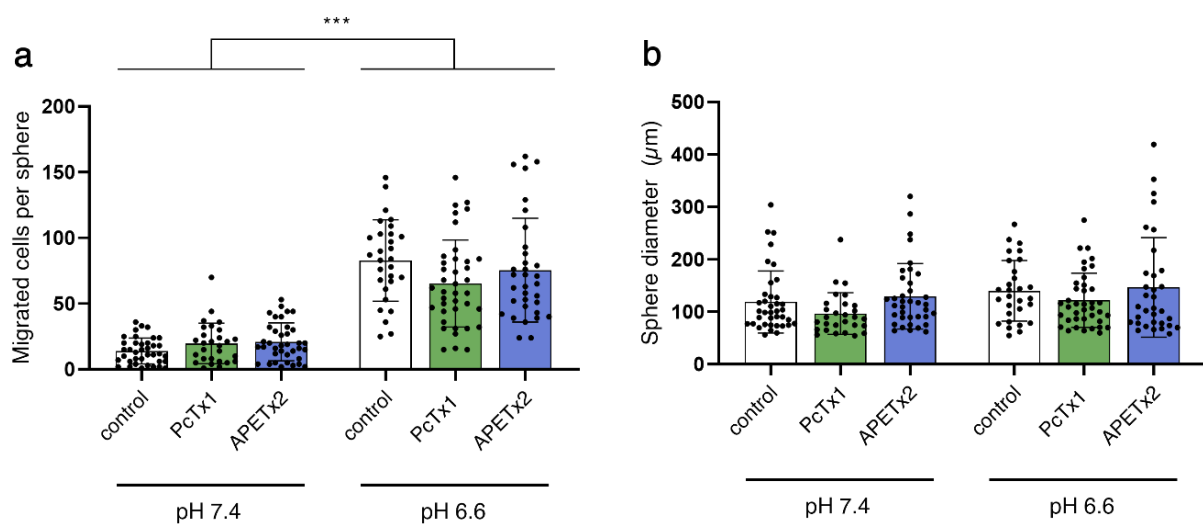 a
***
Migrated cells per sphere
200
150
100
50
0
control
PcTx1
APETx2
control
PcTx1
APETx2
pH 7.4
pH 6.6
b
Sphere diameter (µm)
500
400
300
200
100
0
control
PcTx1
APETx2
control
PcTx1
APETx2
pH 7.4
pH 6.6